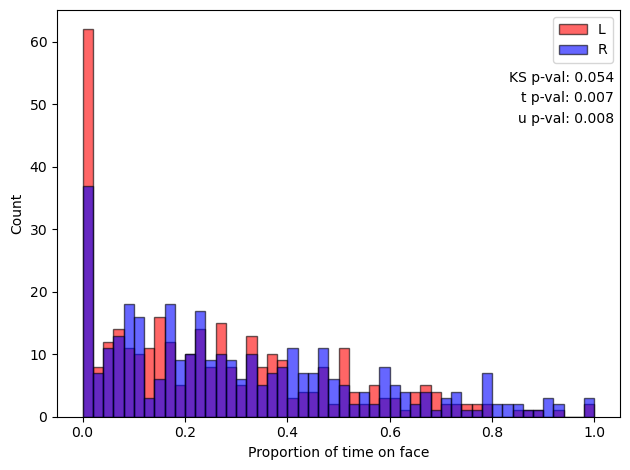 L
R
KS p-val: 0.054
t p-val: 0.007
u p-val: 0.008
Count
60
50
40
30
20
10
0
0.0 0.2 0.4 0.6 0.8 1.0
Proportion of time on face